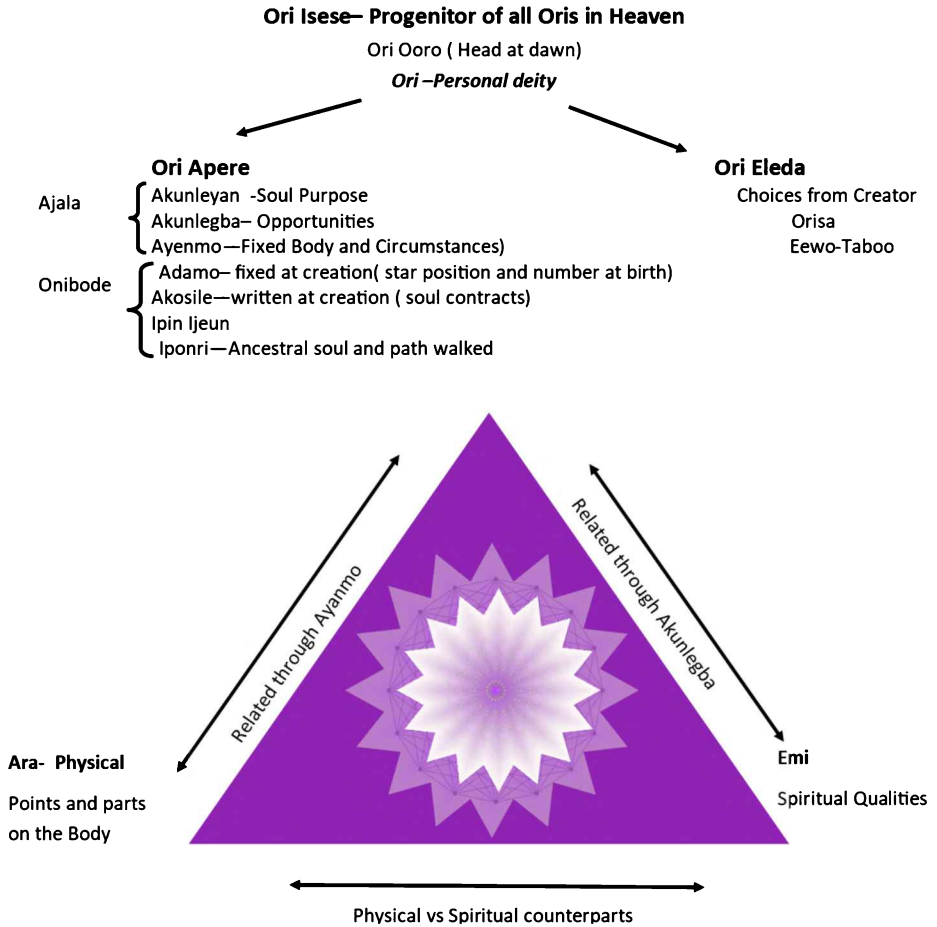 Ori Isese– Progenitor of all Oris in Heaven
Ori Ooro ( Head at dawn)
Ori –Personal deity
Ori Apere
Ajala
Akunleyan -Soul Purpose
Akunlegba– Opportunities
Ayenmo—Fixed Body and Circumstances)
Onibode
Adamo– fixed at creation( star position and number at birth)
Akosile—written at creation ( soul contracts)
Ipin Ijeun
Iponri—Ancestral soul and path walked
Ori Eleda
Choices from Creator
Orisa
Eewo-Taboo
Related through Ayanmo
Related through Akunlegba
Ara- Physical
Points and parts
on the Body
Emi
Spiritual Qualities
Physical vs Spiritual counterparts